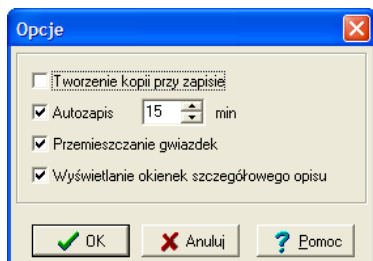 Opcje
Tworzenie kopii przy zapisie
Autozapis 15 min
Przemieszczanie gwiazdek
Wyświetlanie okienek szczegółowego opisu
OK Anuluj Pomoc